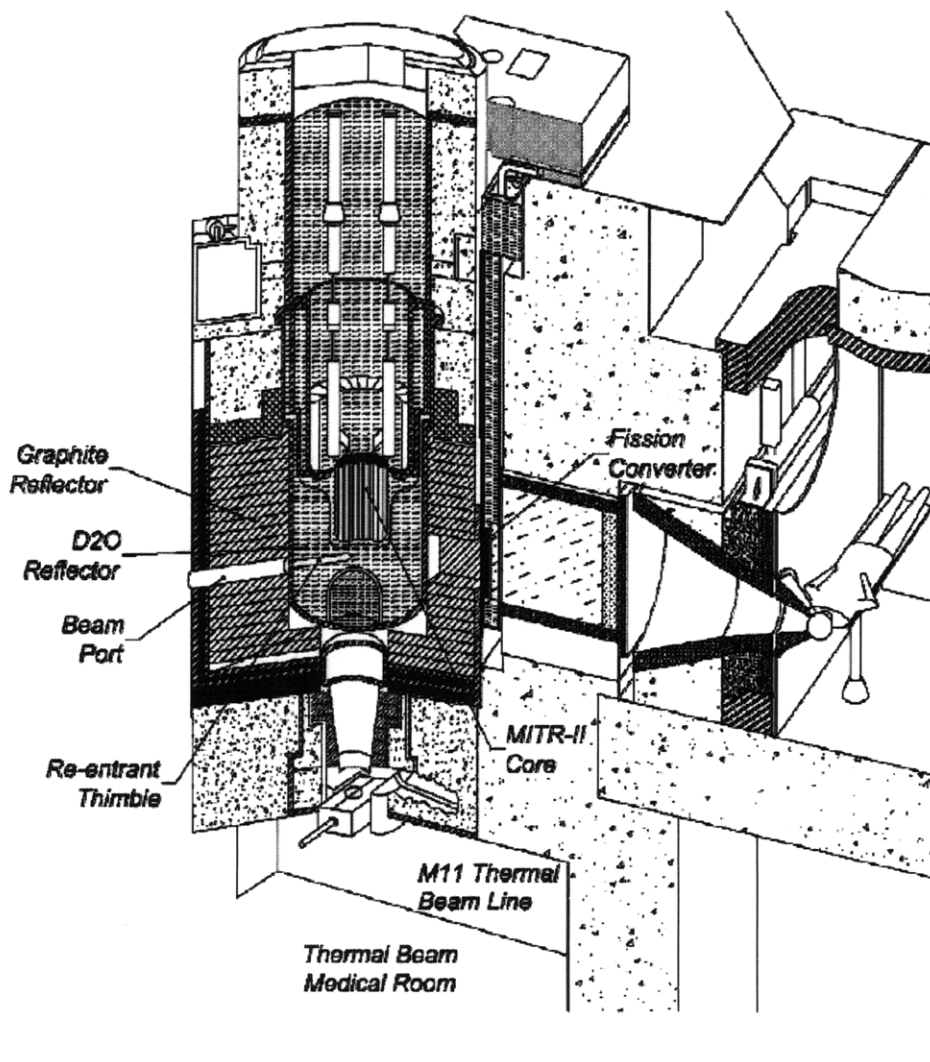 Graphite
Reflector
D2O
Reflector
Beam
Port
Re-entrant
Thimble
Fission
Converter
MITR-II
Core
M11 Thermal
Beam Line
Thermal Beam
Medical Room